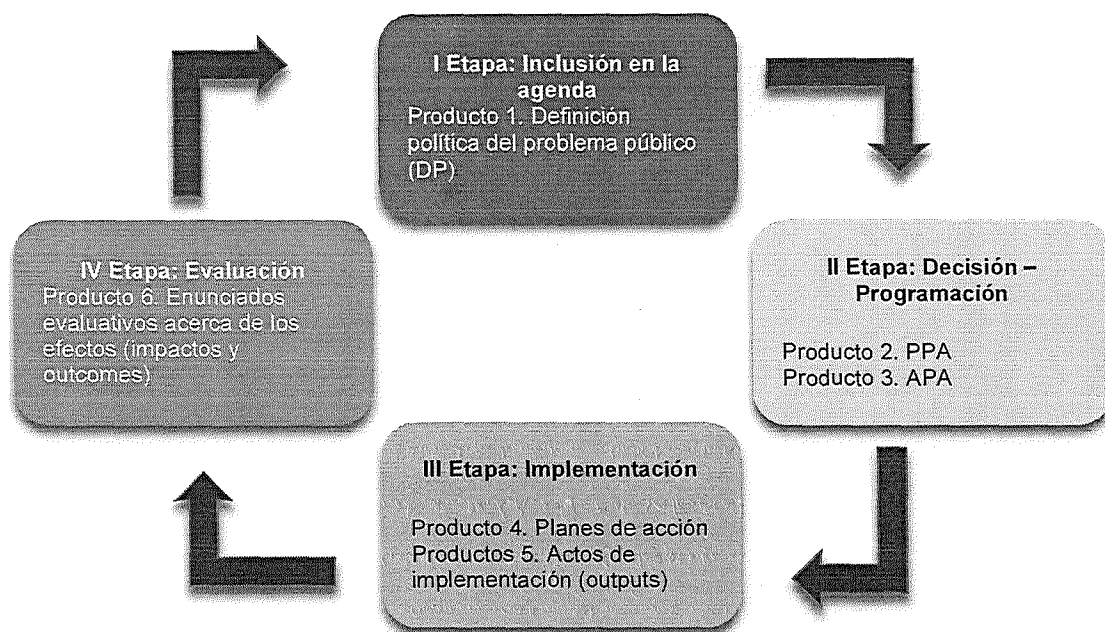 I Etapa: Inclusión en la
agenda
Producto 1. Definición
política del problema público
(DP)
II Etapa: Decisión –
Programación
Producto 2. PPA
Producto 3. APA
III Etapa: Implementación
Producto 4. Planes de acción
Productos 5. Actos de
implementación (outputs)
IV Etapa: Evaluación
Producto 6. Enunciados
evaluativos acerca de los
efectos (impactos y
outcomes)